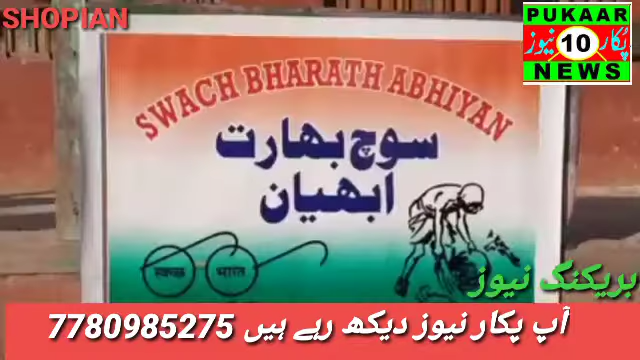 SHOPIAN
PUKAAR
پُکار 10 نیوز
NEWS
SWACH BHARATH ABHIYAN
سوچ بھارت
ابھیان
स्वच्छ भारत
بریکنگ نیوز
آپ پکار نیوز دیکھ رہے ہیں 7780985275